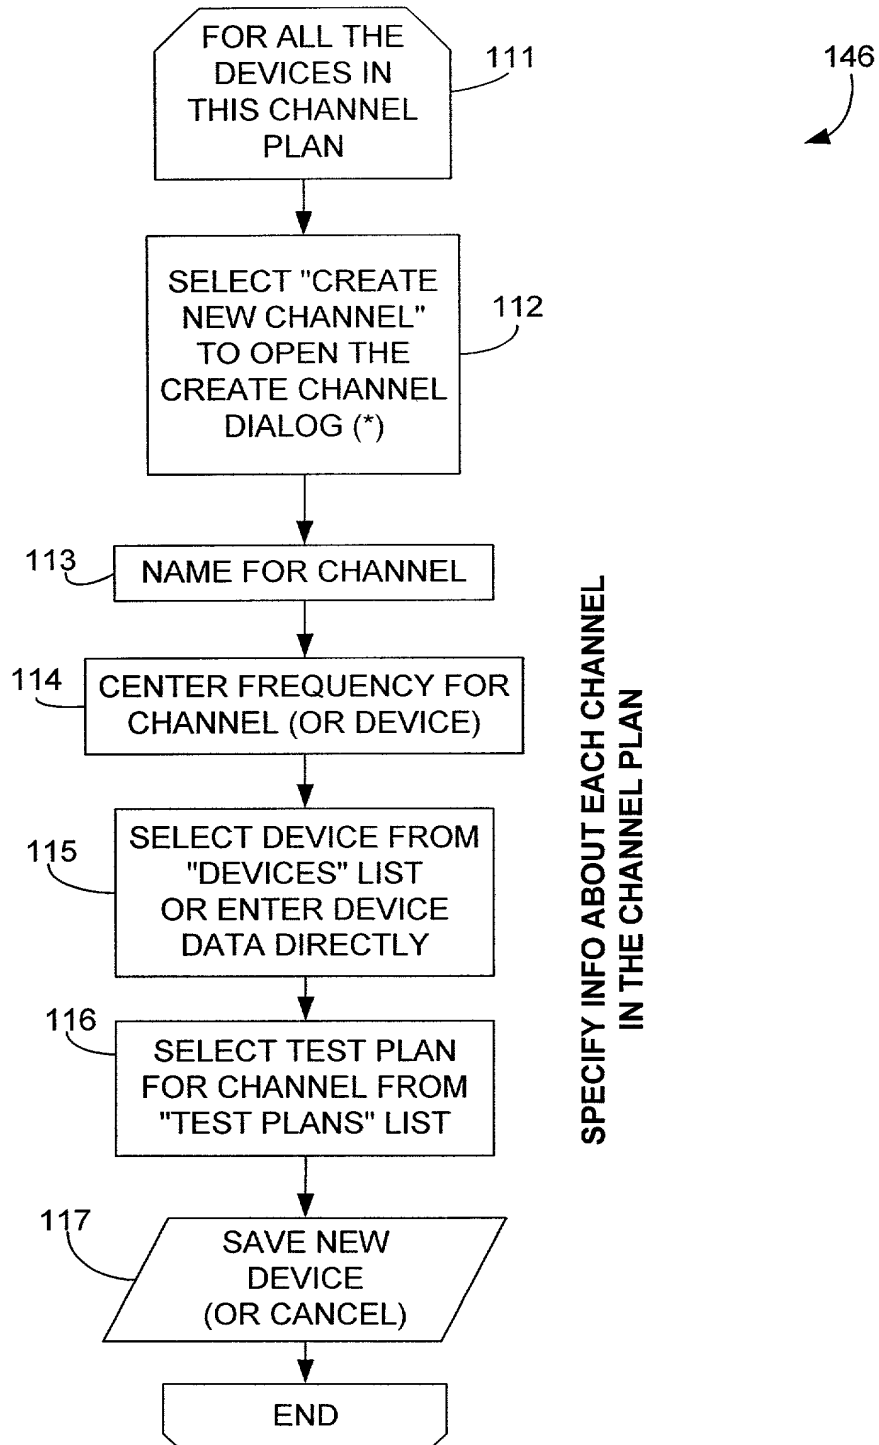 FOR ALL THE
DEVICES IN
THIS CHANNEL
PLAN
111
146
SELECT "CREATE
NEW CHANNEL"
TO OPEN THE
CREATE CHANNEL
DIALOG (*)
112
113
NAME FOR CHANNEL
114
CENTER FREQUENCY FOR
CHANNEL (OR DEVICE)
115
SELECT DEVICE FROM
"DEVICES" LIST
OR ENTER DEVICE
DATA DIRECTLY
116
SELECT TEST PLAN
FOR CHANNEL FROM
"TEST PLANS" LIST
117
SAVE NEW
DEVICE
(OR CANCEL)
END
SPECIFY INFO ABOUT EACH CHANNEL
IN THE CHANNEL PLAN